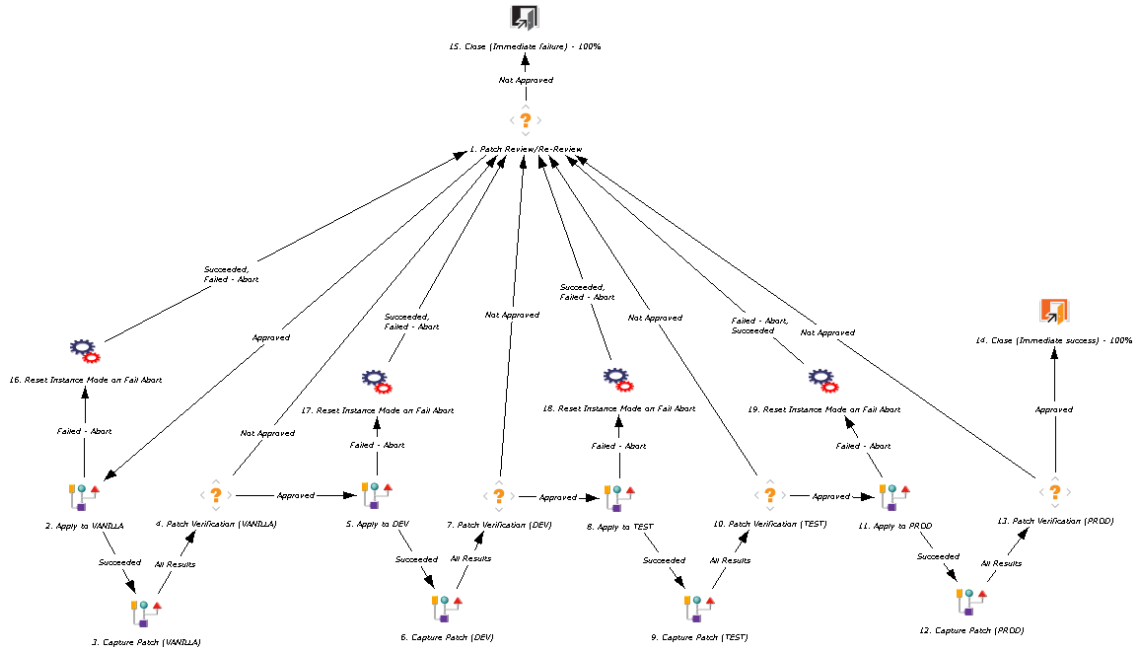 15. Close (Immediate failure) - 100%
Not Approved
1. Patch Review/Re-Review
Succeeded,
Failed - Abort
Succeeded,
Failed - Abort
Succeeded,
Failed - Abort
Failed - Abort,
Succeeded
Approved
Not Approved
Not Approved
Not Approved
14. Close (Immediate success) - 100%
16. Reset Instance Mode on Fail Abort
17. Reset Instance Mode on Fail Abort
18. Reset Instance Mode on Fail Abort
19. Reset Instance Mode on Fail Abort
Approved
Failed - Abort
Not Approved
Failed - Abort
Failed - Abort
Failed - Abort
Approved
Approved
Approved
2. Apply to VANILLA
4. Patch Verification (VANILLA)
5. Apply to DEV
7. Patch Verification (DEV)
8. Apply to TEST
10. Patch Verification (TEST)
11. Apply to PROD
13. Patch Verification (PROD)
Succeeded
All Results
Succeeded
All Results
Succeeded
All Results
Succeeded
All Results
3. Capture Patch (VANILLA)
6. Capture Patch (DEV)
9. Capture Patch (TEST)
12. Capture Patch (PROD)